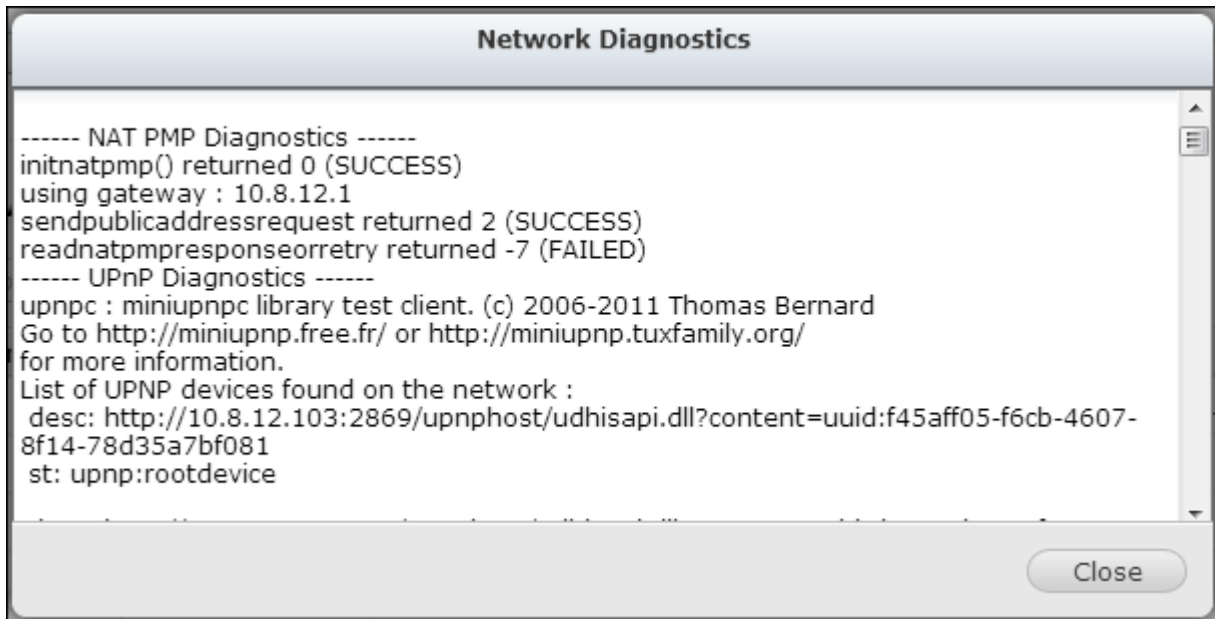 Network Diagnostics
------ NAT PMP Diagnostics ------
initnatpmp() returned 0 (SUCCESS)
using gateway : 10.8.12.1
sendpublicaddressrequest returned 2 (SUCCESS)
readnatpmpresponseorretry returned -7 (FAILED)
------ UPnP Diagnostics ------
upnpc : miniupnpc library test client. (c) 2006-2011 Thomas Bernard
Go to http://miniupnp.free.fr/ or http://miniupnp.tuxfamily.org/
for more information.
List of UPNP devices found on the network :
desc: http://10.8.12.103:2869/upnphost/udhisapi.dll?content=uuid:f45aff05-f6cb-4607-
8f14-78d35a7bf081
st: upnp:rootdevice
Close